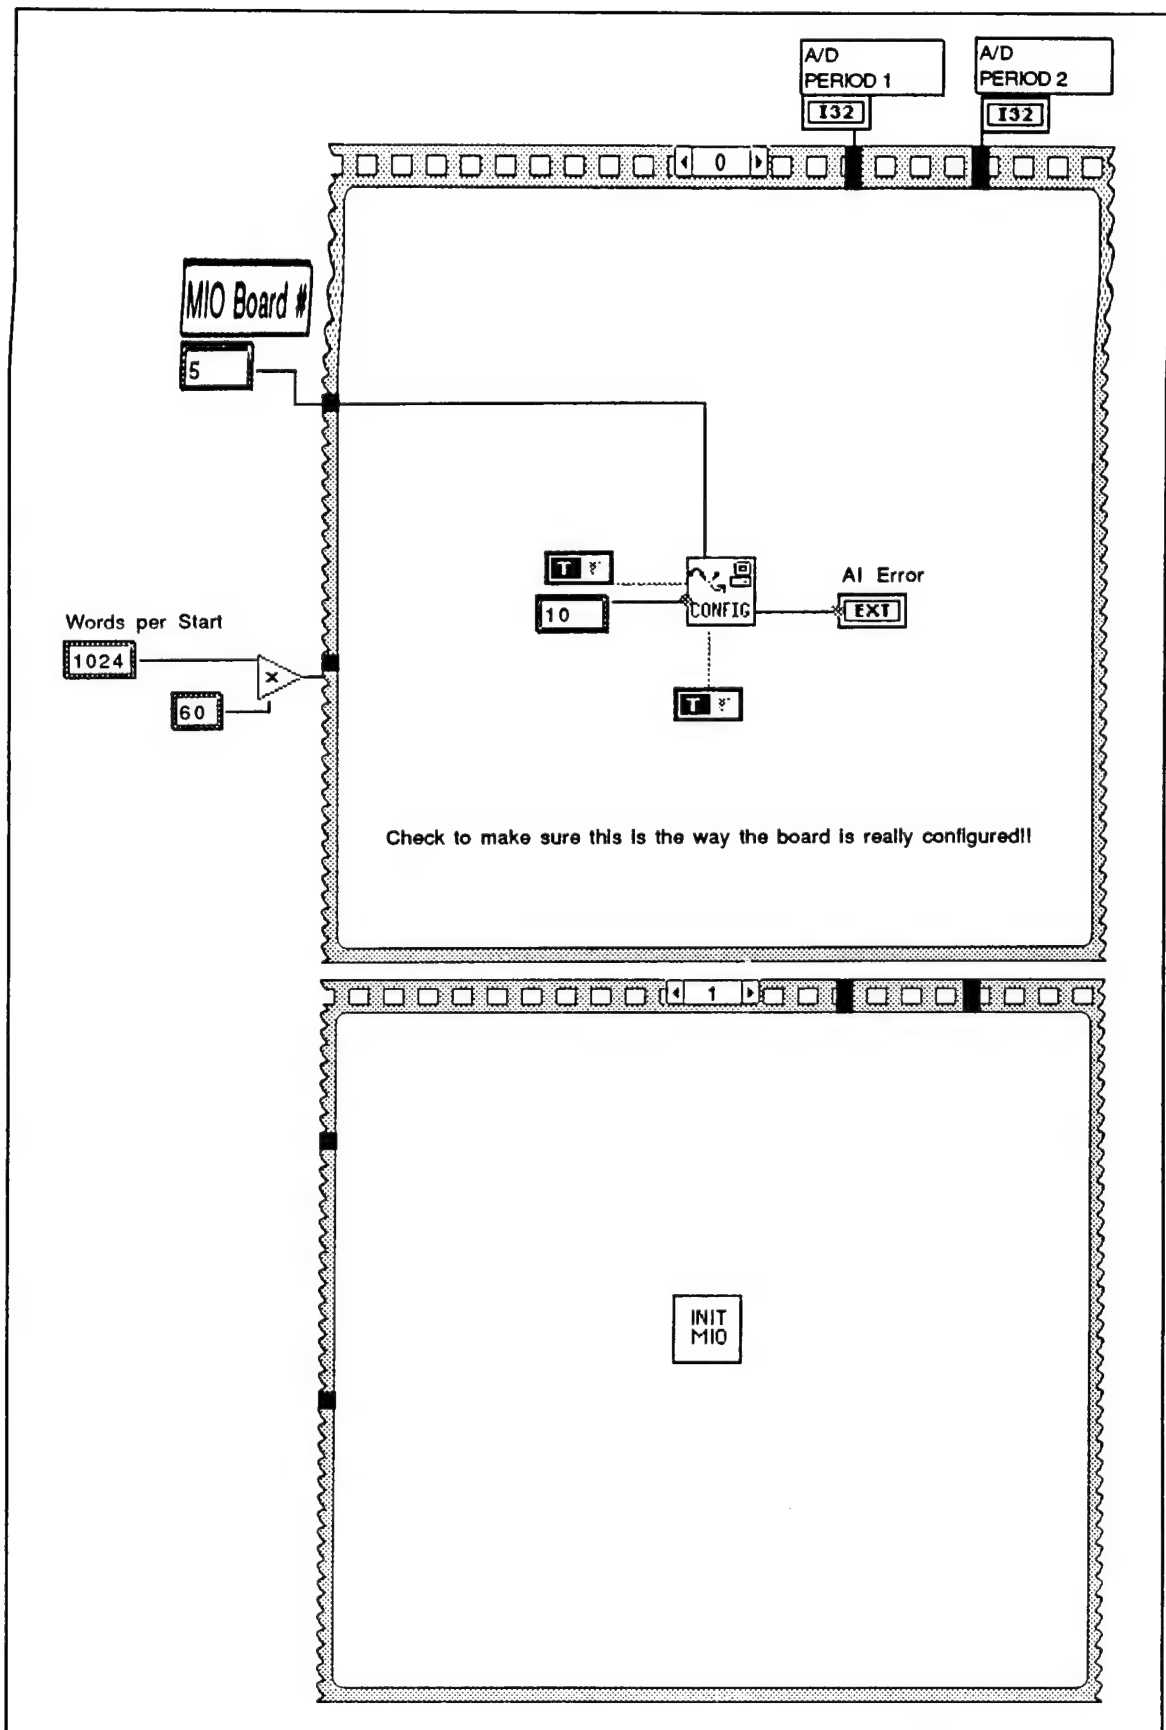 A/D
PERIOD 1
I32
A/D
PERIOD 2
I32
0
MIO Board #
5
T
10
CONFIG
AI Error
EXT
Words per Start
1024
x
60
T
Check to make sure this is the way the board is really configured!!
1
INIT
MIO